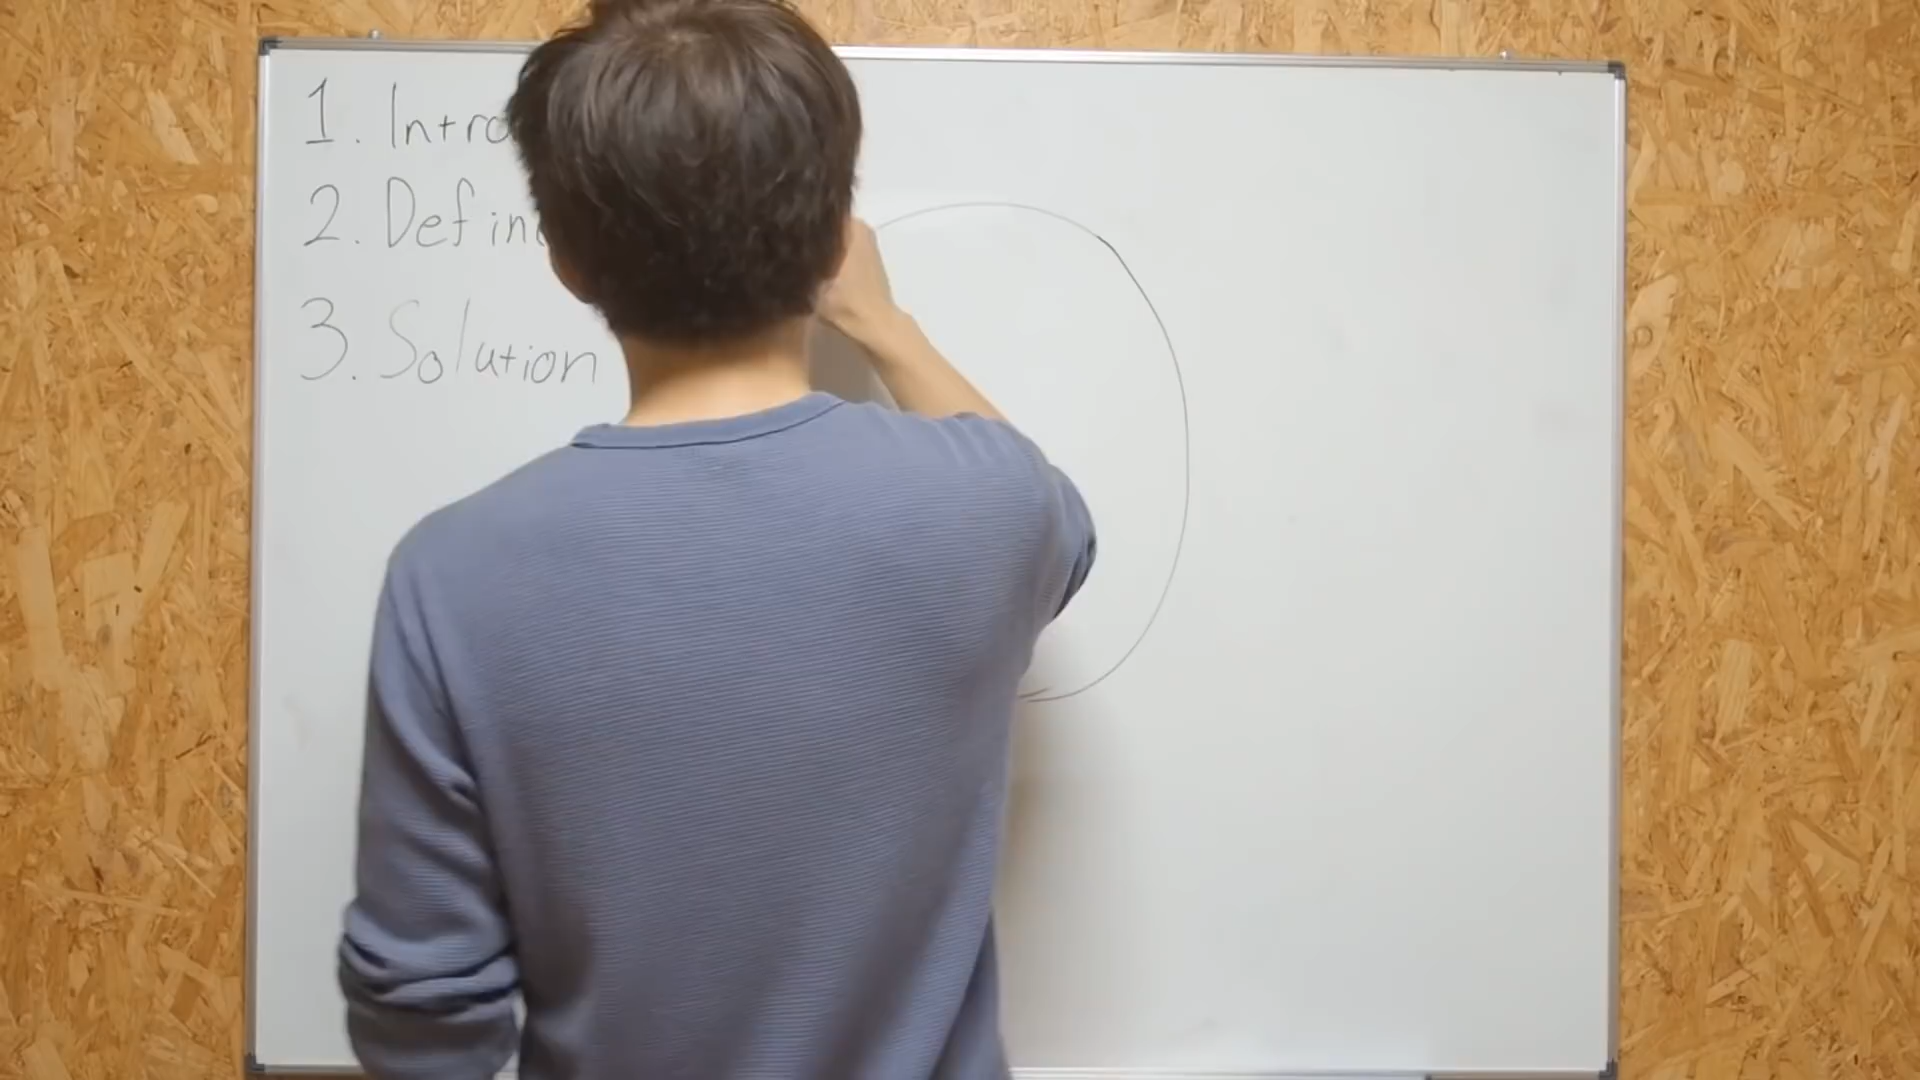 1. Intro
2. Defin
3. Solution